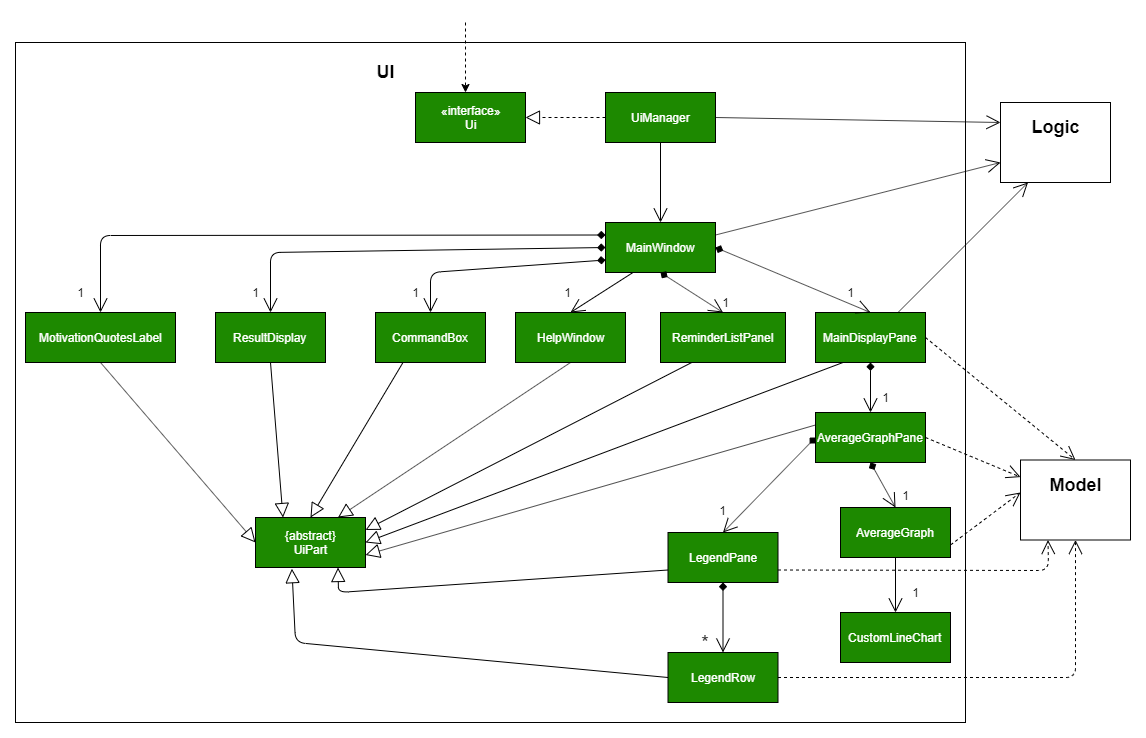 UI
«interface»
Ui
UiManager
Logic
MainWindow
1
1
1
1
1
1
MotivationQuotesLabel
ResultDisplay
CommandBox
HelpWindow
ReminderListPanel
MainDisplayPane
1
AverageGraphPane
Model
1
1
{abstract}
UiPart
LegendPane
AverageGraph
1
*
CustomLineChart
LegendRow